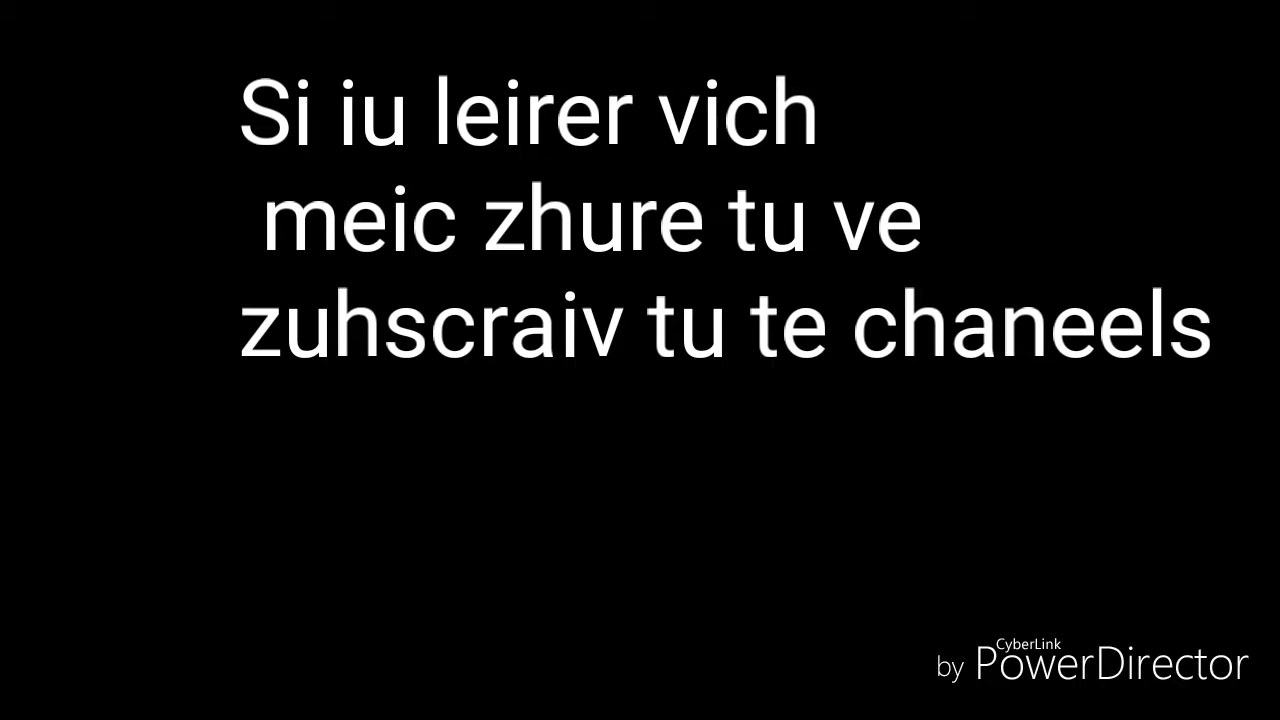 Si iu leirer vich
meic zhure tu ve
zuhscraiv tu te chaneels
CyberLink
by PowerDirector